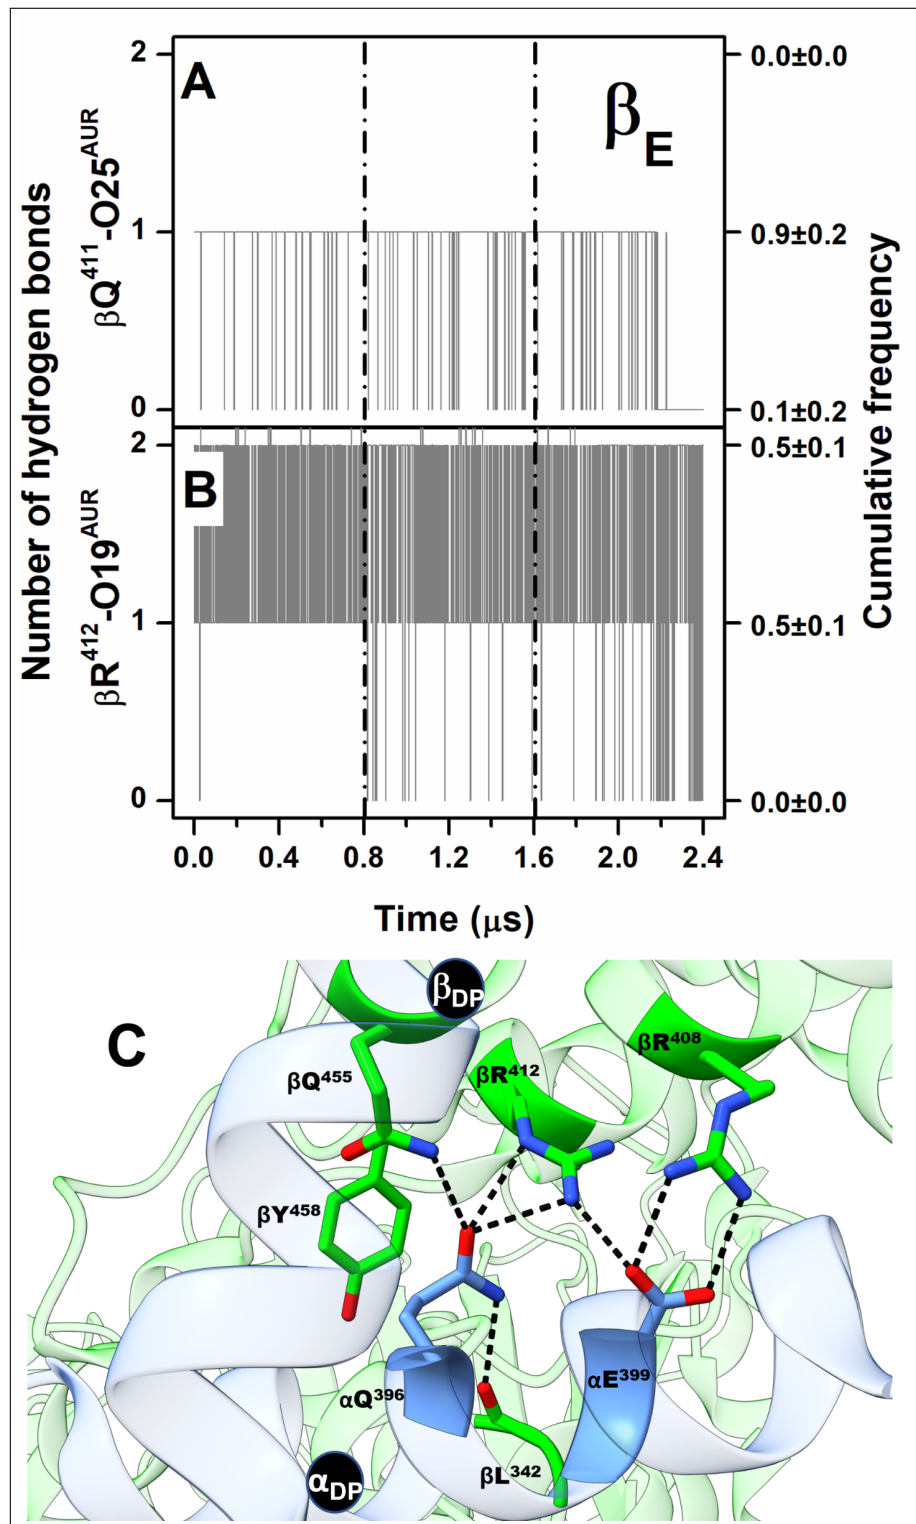 A
β_E
Number of hydrogen bonds
βQ⁴¹¹-O25ᴬᵁᴿ
2
1
0
0.0±0.0
0.9±0.2
0.1±0.2
Cumulative frequency
B
βR⁴¹²-O19ᴬᵁᴿ
2
1
0
0.5±0.1
0.5±0.1
0.0±0.0
0.0 0.4 0.8 1.2 1.6 2.0 2.4
Time (μs)
C
β_DP
βR⁴⁰⁸
βQ⁴⁵⁵
βR⁴¹²
βY⁴⁵⁸
αQ³⁹⁶
αE³⁹⁹
βL³⁴²
α_DP